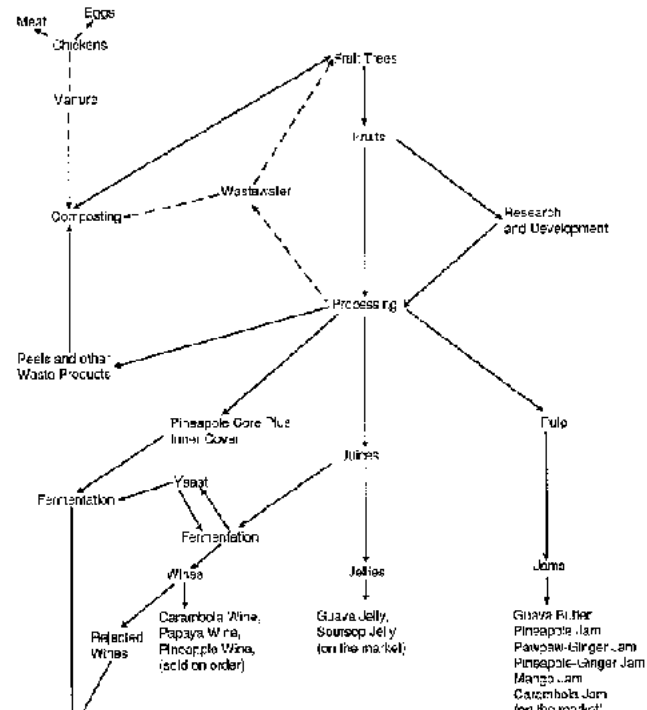 Meat
Eggs
Chickens
Manure
Fruit Trees
Fruits
Wastewater
Composting
Research
and Development
Processing
Peels and other
Waste Products
Pineapple Core Plus
Inner Cover
Pulp
Juices
Yeast
Fermentation
Fermentation
Wines
Jellies
Jams
Rejected
Wines
Carambola Wine,
Papaya Wine,
Pineapple Wine,
(sold on order)
Guava Jelly,
Soursop Jelly
(on the market)
Guava Butter
Pineapple Jam
Pawpaw-Ginger Jam
Pineapple-Ginger Jam
Mango Jam
Carambola Jam
(on the market)